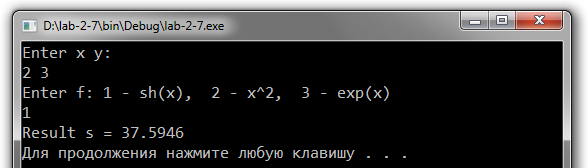 D:\lab-2-7\bin\Debug\lab-2-7.exe
Enter x y:
2 3
Enter f: 1 - sh(x),  2 - x^2,  3 - exp(x)
1
Result s = 37.5946
Для продолжения нажмите любую клавишу . . .